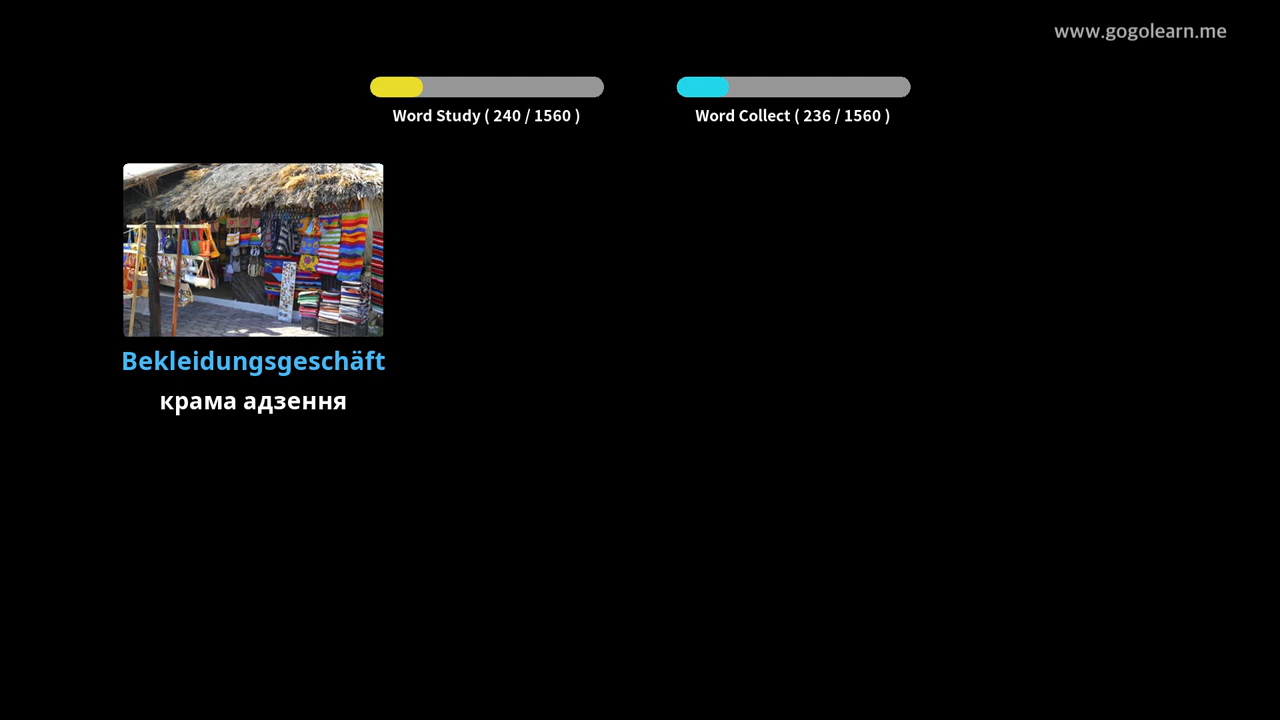 www.gogolearn.me
Word Study ( 240 / 1560 )
Word Collect ( 236 / 1560 )
Bekleidungsgeschäft
крама адзення